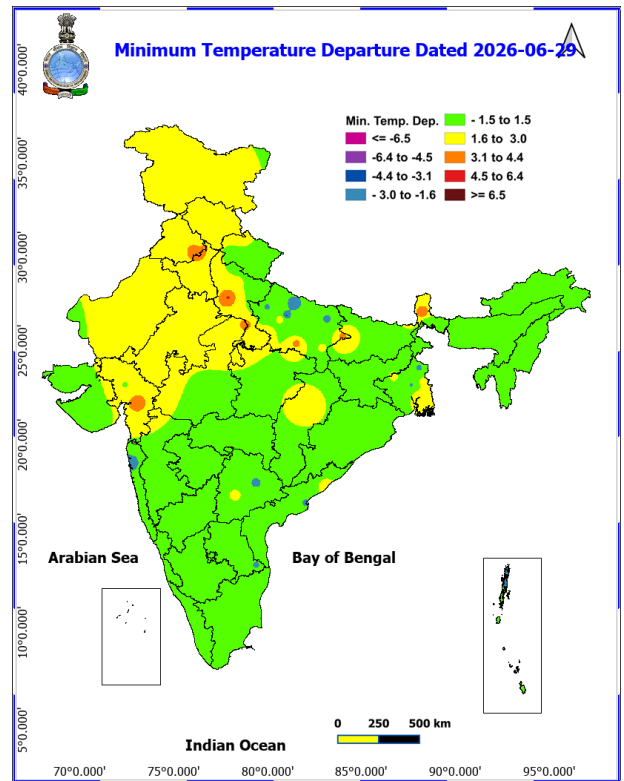 Minimum Temperature Departure Dated 2026-06-29
Min. Temp. Dep.
<= -6.5
-6.4 to -4.5
-4.4 to -3.1
- 3.0 to -1.6
- 1.5 to 1.5
1.6 to 3.0
3.1 to 4.4
4.5 to 6.4
>= 6.5
40°0.000'
35°0.000'
30°0.000'
25°0.000'
20°0.000'
15°0.000'
10°0.000'
5°0.000'
Arabian Sea
Bay of Bengal
Indian Ocean
0 250 500 km
70°0.000' 75°0.000' 80°0.000' 85°0.000' 90°0.000' 95°0.000'